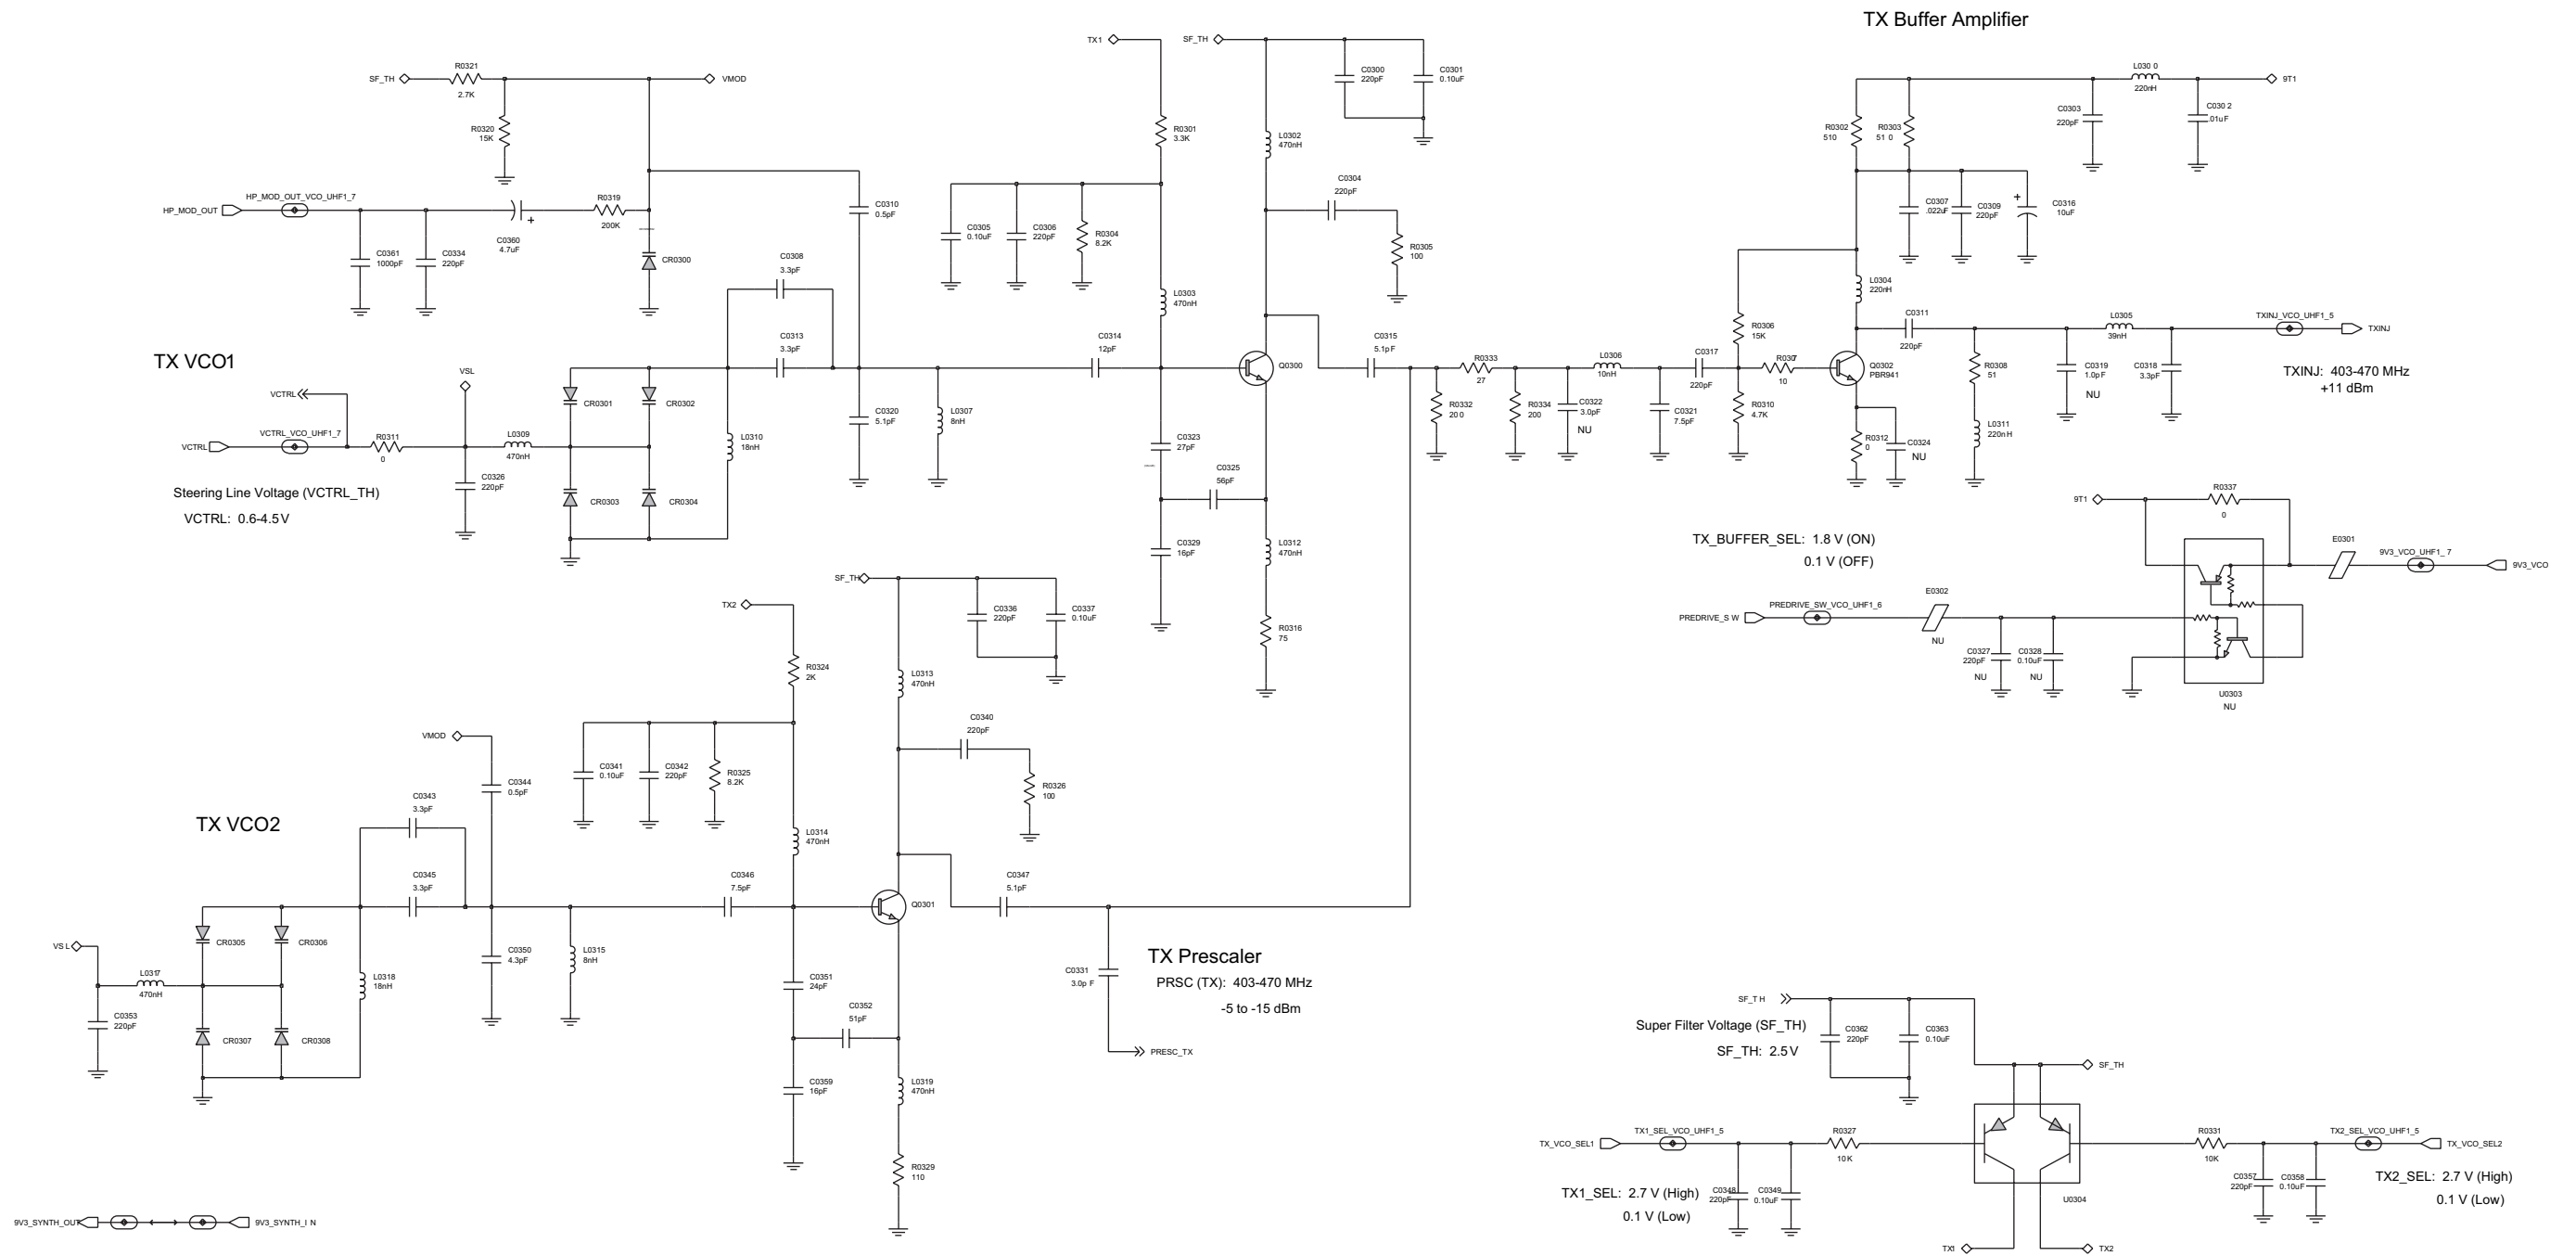 TX Buffer Amplifier
TX1
SF_TH
C0300
220pF
C0301
0.10uF
SF_TH
R0321
2.7K
VMOD
R0320
15K
L030 0
220nH
9T1
C0303
220pF
C030 2
.01uF
R0302
510
R0303
51 0
R0301
3.3K
L0302
470nH
HP_MOD_OUT
HP_MOD_OUT_VCO_UHF1_7
C0361
1000pF
C0334
220pF
C0360
4.7uF
+
R0319
200K
CR0300
C0310
0.5pF
C0304
220pF
R0305
100
C0305
0.10uF
C0306
220pF
R0304
8.2K
C0307
.022uF
C0309
220pF
+
C0316
10uF
C0308
3.3pF
L0303
470nH
L0304
220nH
C0311
220pF
R0306
15K
L0305
39nH
TXINJ_VCO_UHF1_5
TXINJ
TXINJ: 403-470 MHz
+11 dBm
TX VCO1
C0313
3.3pF
C0314
12pF
Q0300
C0315
5.1pF
R0333
27
L0306
10nH
C0317
220pF
R0307
10
Q0302
PBR941
R0308
51
C0319
1.0pF
NU
C0318
3.3pF
VCTRL
VSL
CR0301
CR0302
C0320
5.1pF
L0307
8nH
R0332
20 0
R0334
200
C0322
3.0pF
NU
C0321
7.5pF
R0310
4.7K
R0312
0
C0324
NU
L0311
220nH
VCTRL
VCTRL_VCO_UHF1_7
R0311
0
L0309
470nH
L0310
18nH
C0323
27pF
C0325
56pF
C0326
220pF
CR0303
CR0304
Steering Line Voltage (VCTRL_TH)
VCTRL: 0.6-4.5V
C0329
16pF
L0312
470nH
R0316
75
9T1
R0337
0
TX_BUFFER_SEL: 1.8 V (ON)
0.1 V (OFF)
E0301
9V3_VCO_UHF1_7
9V3_VCO
PREDRIVE_S W
PREDRIVE_SW_VCO_UHF1_6
E0302
NU
C0327
220pF
NU
C0328
0.10uF
NU
U0303
NU
SF_TH
TX2
C0336
220pF
C0337
0.10uF
R0324
2K
L0313
470nH
VMOD
C0340
220pF
C0344
0.5pF
C0341
0.10uF
C0342
220pF
R0325
8.2K
R0326
100
C0343
3.3pF
TX VCO2
L0314
470nH
C0345
3.3pF
C0346
7.5pF
Q0301
C0347
5.1pF
VS L
CR0305
CR0306
L0317
470nH
L0318
18nH
C0350
4.3pF
L0315
8nH
C0351
24pF
C0352
51pF
C0331
3.0p F
TX Prescaler
PRSC (TX): 403-470 MHz
-5 to -15 dBm
PRESC_TX
C0353
220pF
CR0307
CR0308
C0359
16pF
L0319
470nH
R0329
110
SF_T H
Super Filter Voltage (SF_TH)
SF_TH: 2.5V
C0362
220pF
C0363
0.10uF
SF_TH
TX_VCO_SEL1
TX1_SEL_VCO_UHF1_5
R0327
10K
R0331
10K
TX2_SEL_VCO_UHF1_5
TX_VCO_SEL2
TX1_SEL: 2.7 V (High)
0.1 V (Low)
C0348
220pF
C0349
0.10uF
U0304
C0357
220pF
C0358
0.10uF
TX2_SEL: 2.7 V (High)
0.1 V (Low)
TX1
TX2
9V3_SYNTH_OUT
9V3_SYNTH_I N